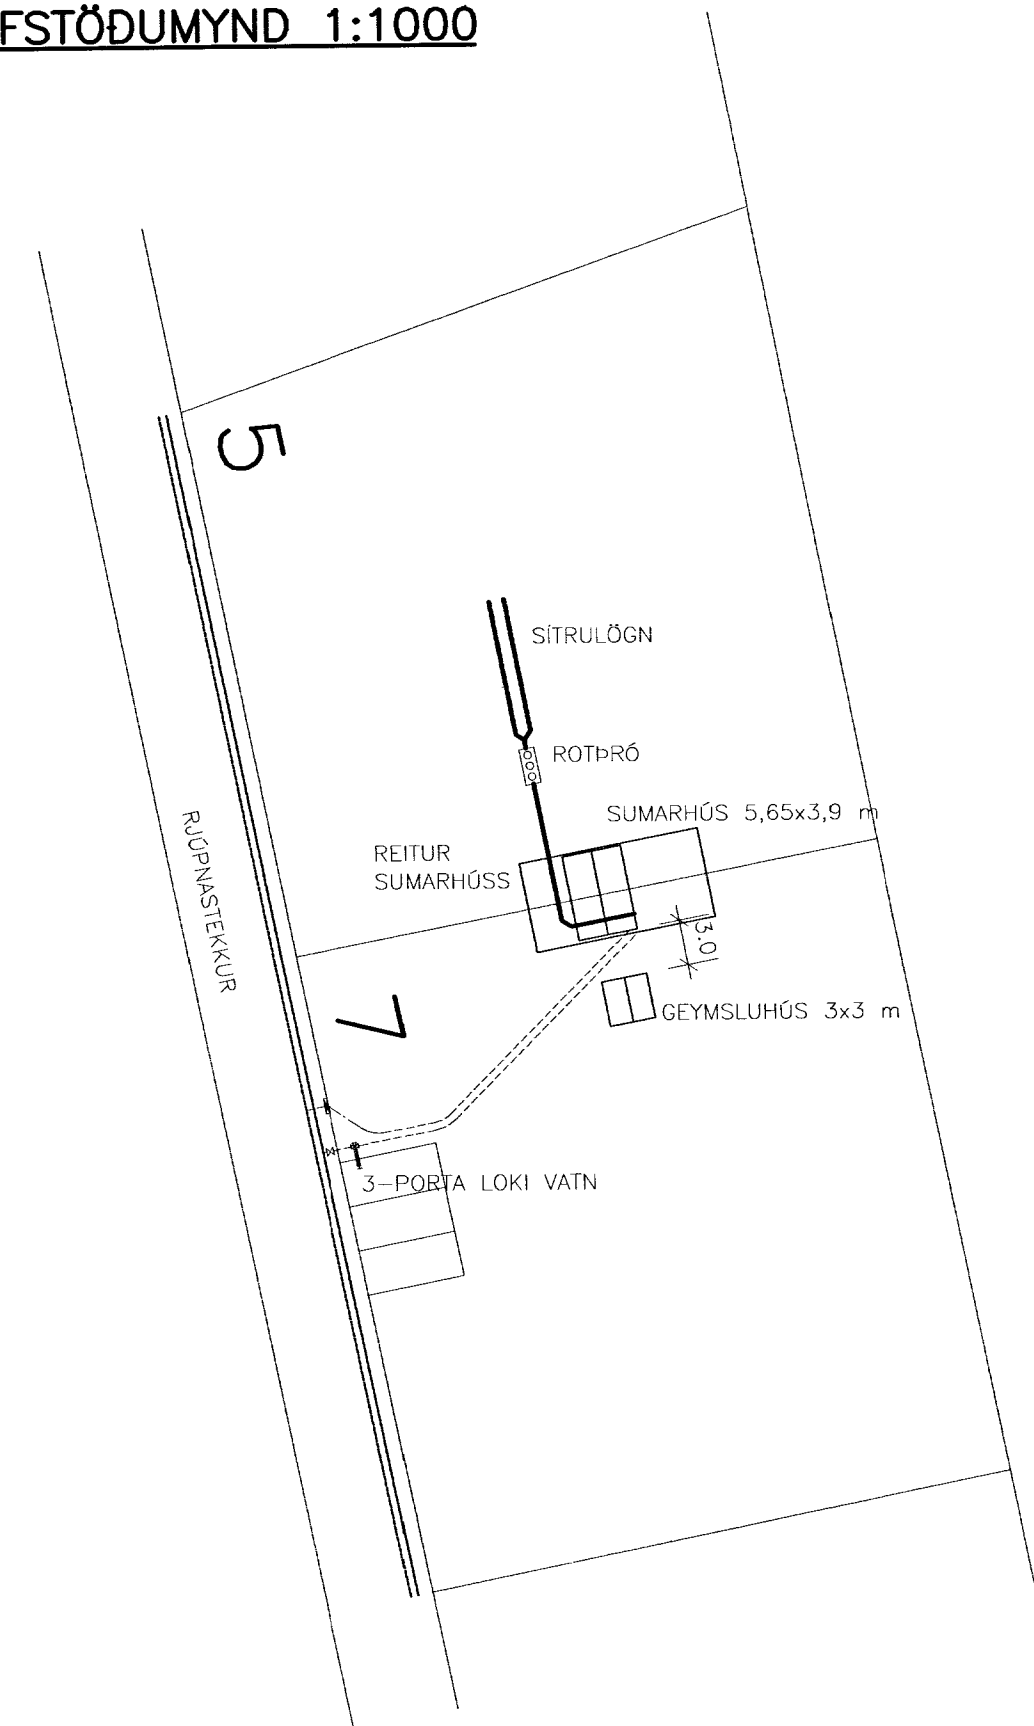 FSTÖÐUMYND 1:1000
5
SÍTRULÖGN
ROTÞRÓ
SUMARHÚS 5,65x3,9 m
REITUR
SUMARHÚSS
RJÚPNASTEKKUR
3.0
7
GEYMSLUHÚS 3x3 m
3-PORTA LOKI VATN